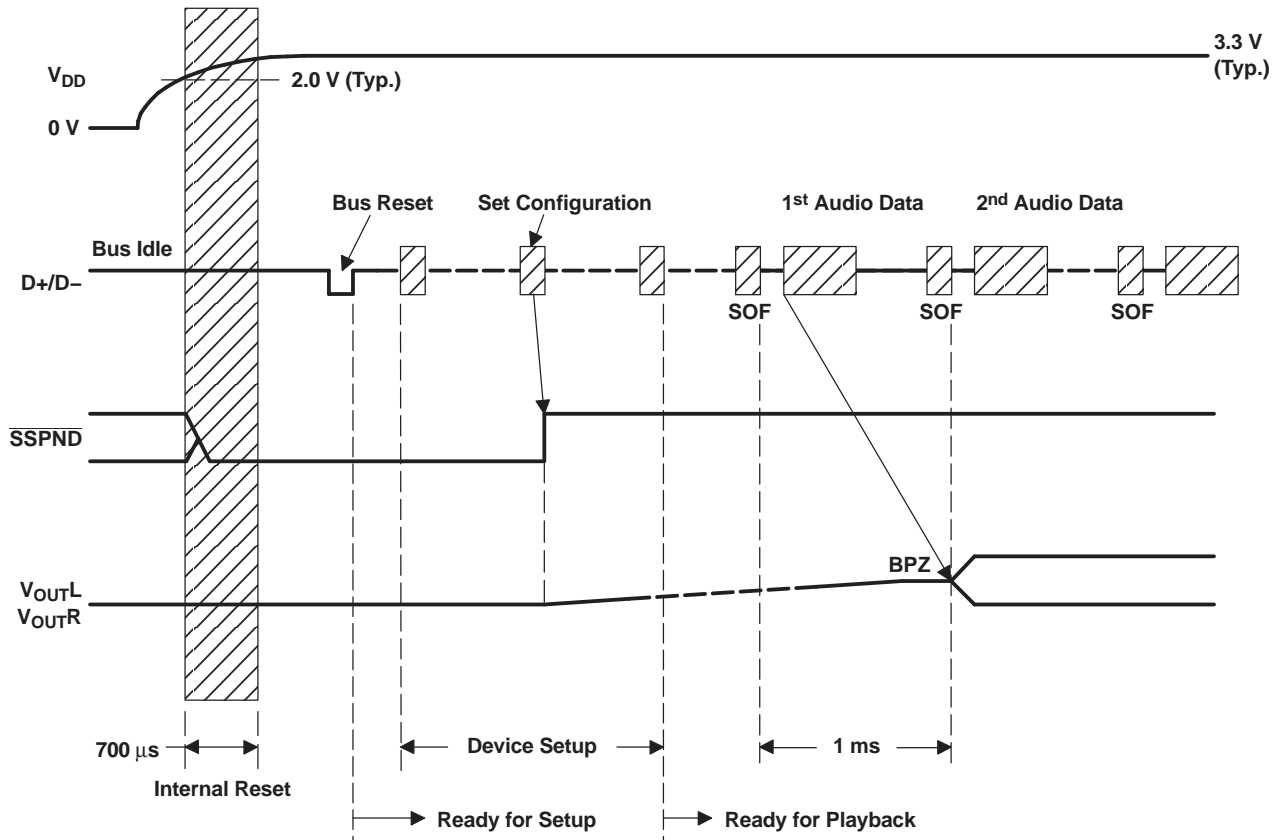 3.3 V
(Typ.)
VDD
2.0 V (Typ.)
0 V
Bus Reset
Set Configuration
1st Audio Data
2nd Audio Data
Bus Idle
D+/D−
SOF
SOF
SOF
SSPND
BPZ
VOUTL
VOUTR
700 μs
Device Setup
1 ms
Internal Reset
Ready for Setup
Ready for Playback